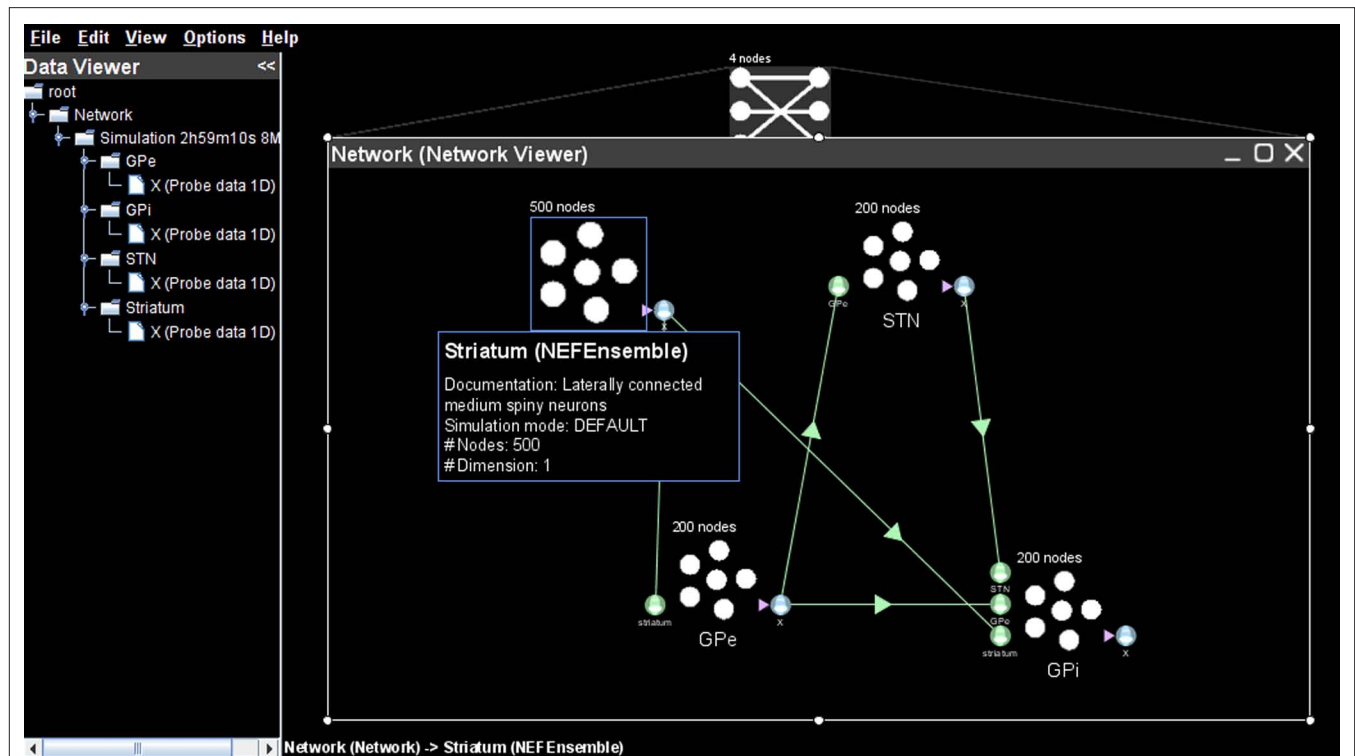 File Edit View Options Help
Data Viewer <<
root
Network
Simulation 2h59m10s 8M
GPe
X (Probe data 1D)
GPi
X (Probe data 1D)
STN
X (Probe data 1D)
Striatum
X (Probe data 1D)
4 nodes
Network (Network Viewer)
500 nodes
X
200 nodes
GPe
X
STN
Striatum (NEFEnsemble)
Documentation: Laterally connected
medium spiny neurons
Simulation mode: DEFAULT
#Nodes: 500
#Dimension: 1
200 nodes
striatum
X
GPe
200 nodes
STN
GPe
striatum
X
GPi
Network (Network) -> Striatum (NEFEnsemble)